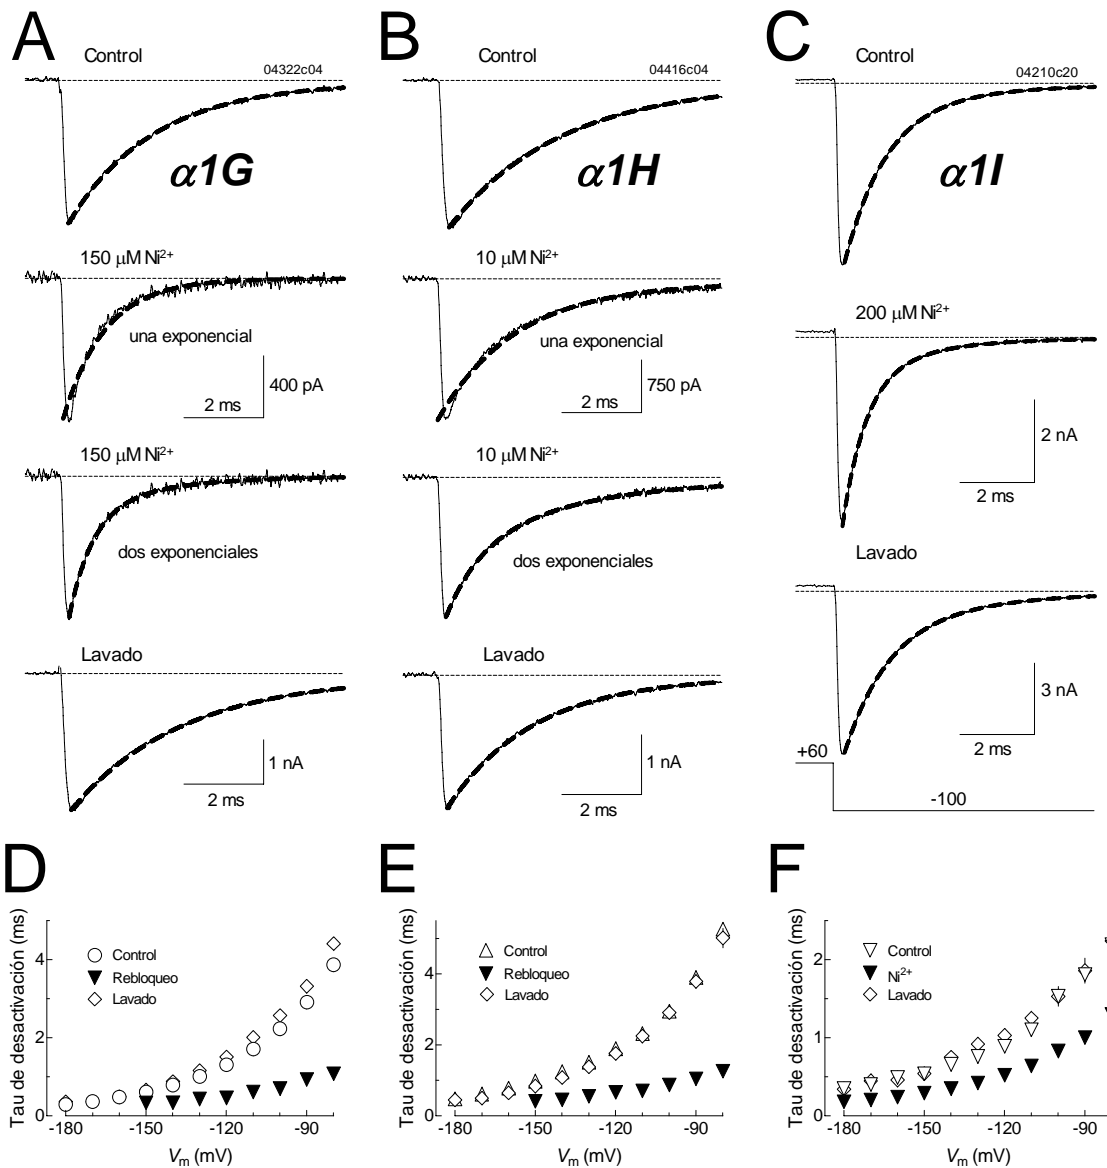 A
Control
04322c04
α1G
150 μM Ni2+
una exponencial
400 pA
2 ms
150 μM Ni2+
dos exponenciales
Lavado
1 nA
2 ms
B
Control
04416c04
α1H
10 μM Ni2+
una exponencial
750 pA
2 ms
10 μM Ni2+
dos exponenciales
Lavado
1 nA
2 ms
C
Control
04210c20
α1I
200 μM Ni2+
2 nA
2 ms
Lavado
3 nA
2 ms
+60
-100
D
Tau de desactivación (ms)
4
2
0
Control
Rebloqueo
Lavado
-180
-150
-120
-90
Vm (mV)
E
Tau de desactivación (ms)
4
2
0
Control
Rebloqueo
Lavado
-180
-150
-120
-90
Vm (mV)
F
Tau de desactivación (ms)
2
1
0
Control
Ni2+
Lavado
-180
-150
-120
-90
Vm (mV)